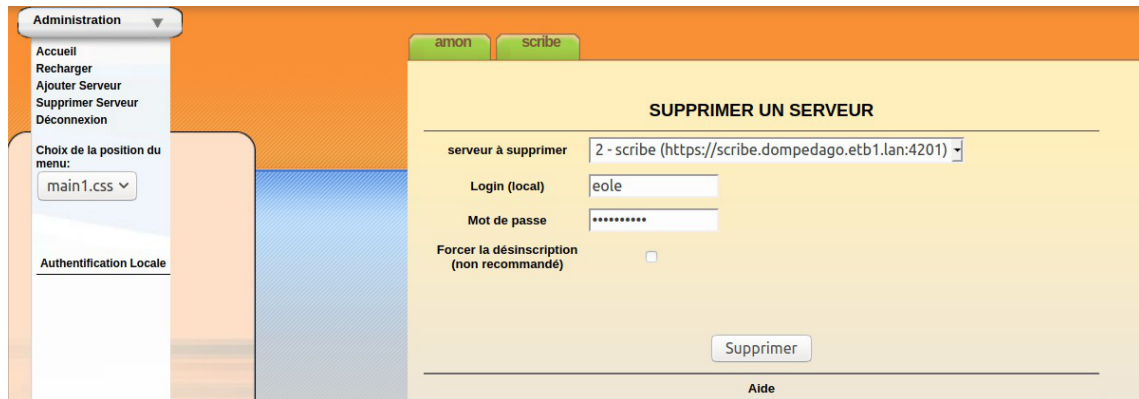 Administration
Accueil
Recharger
Ajouter Serveur
Supprimer Serveur
Déconnexion
Choix de la position du
menu:
main1.css
Authentification Locale
amon
scribe
SUPPRIMER UN SERVEUR
serveur à supprimer
2 - scribe (https://scribe.dompedago.etb1.lan:4201)
Login (local)
eole
Mot de passe
••••••••••
Forcer la désinscription
(non recommandé)
Supprimer
Aide